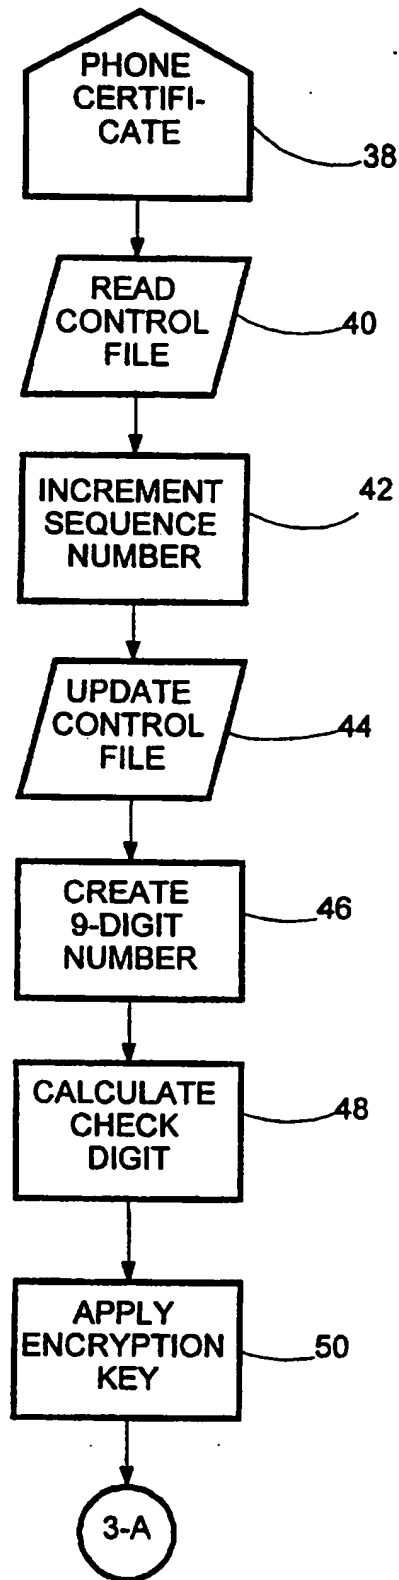 PHONE
CERTIFI-
CATE
38
READ
CONTROL
FILE
40
INCREMENT
SEQUENCE
NUMBER
42
UPDATE
CONTROL
FILE
44
CREATE
9-DIGIT
NUMBER
46
CALCULATE
CHECK
DIGIT
48
APPLY
ENCRYPTION
KEY
50
3-A